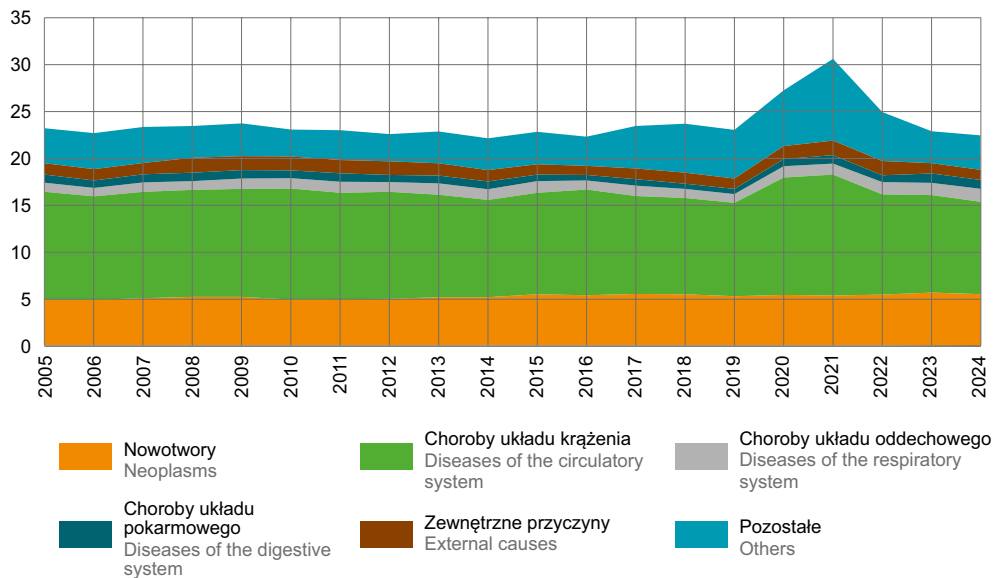 35
30
25
20
15
10
5
0
2005 2006 2007 2008 2009 2010 2011 2012 2013 2014 2015 2016 2017 2018 2019 2020 2021 2022 2023 2024
Nowotwory
Neoplasms
Choroby układu krążenia
Diseases of the circulatory
system
Choroby układu oddechowego
Diseases of the respiratory
system
Choroby układu
pokarmowego
Diseases of the digestive
system
Zewnętrzne przyczyny
External causes
Pozostałe
Others